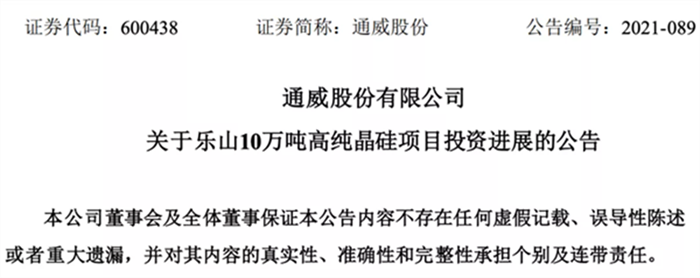 证券代码：600438 证券简称：通威股份 公告编号：2021-089
通威股份有限公司
关于乐山10万吨高纯晶硅项目投资进展的公告
本公司董事会及全体董事保证本公告内容不存在任何虚假记载、误导性陈述
或者重大遗漏，并对其内容的真实性、准确性和完整性承担个别及连带责任。